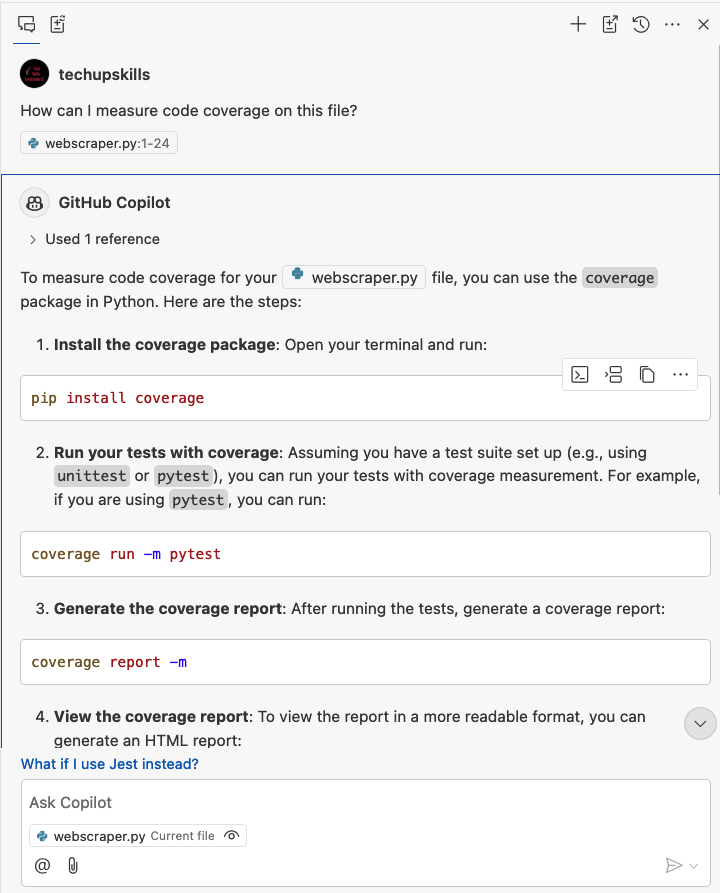 techupskills
How can I measure code coverage on this file?
webscraper.py:1-24
GitHub Copilot
Used 1 reference
To measure code coverage for your webscraper.py file, you can use the coverage
package in Python. Here are the steps:
1. Install the coverage package: Open your terminal and run:
pip install coverage
2. Run your tests with coverage: Assuming you have a test suite set up (e.g., using
unittest or pytest), you can run your tests with coverage measurement. For example,
if you are using pytest, you can run:
coverage run -m pytest
3. Generate the coverage report: After running the tests, generate a coverage report:
coverage report -m
4. View the coverage report: To view the report in a more readable format, you can
generate an HTML report:
What if I use Jest instead?
Ask Copilot
webscraper.py Current file
@